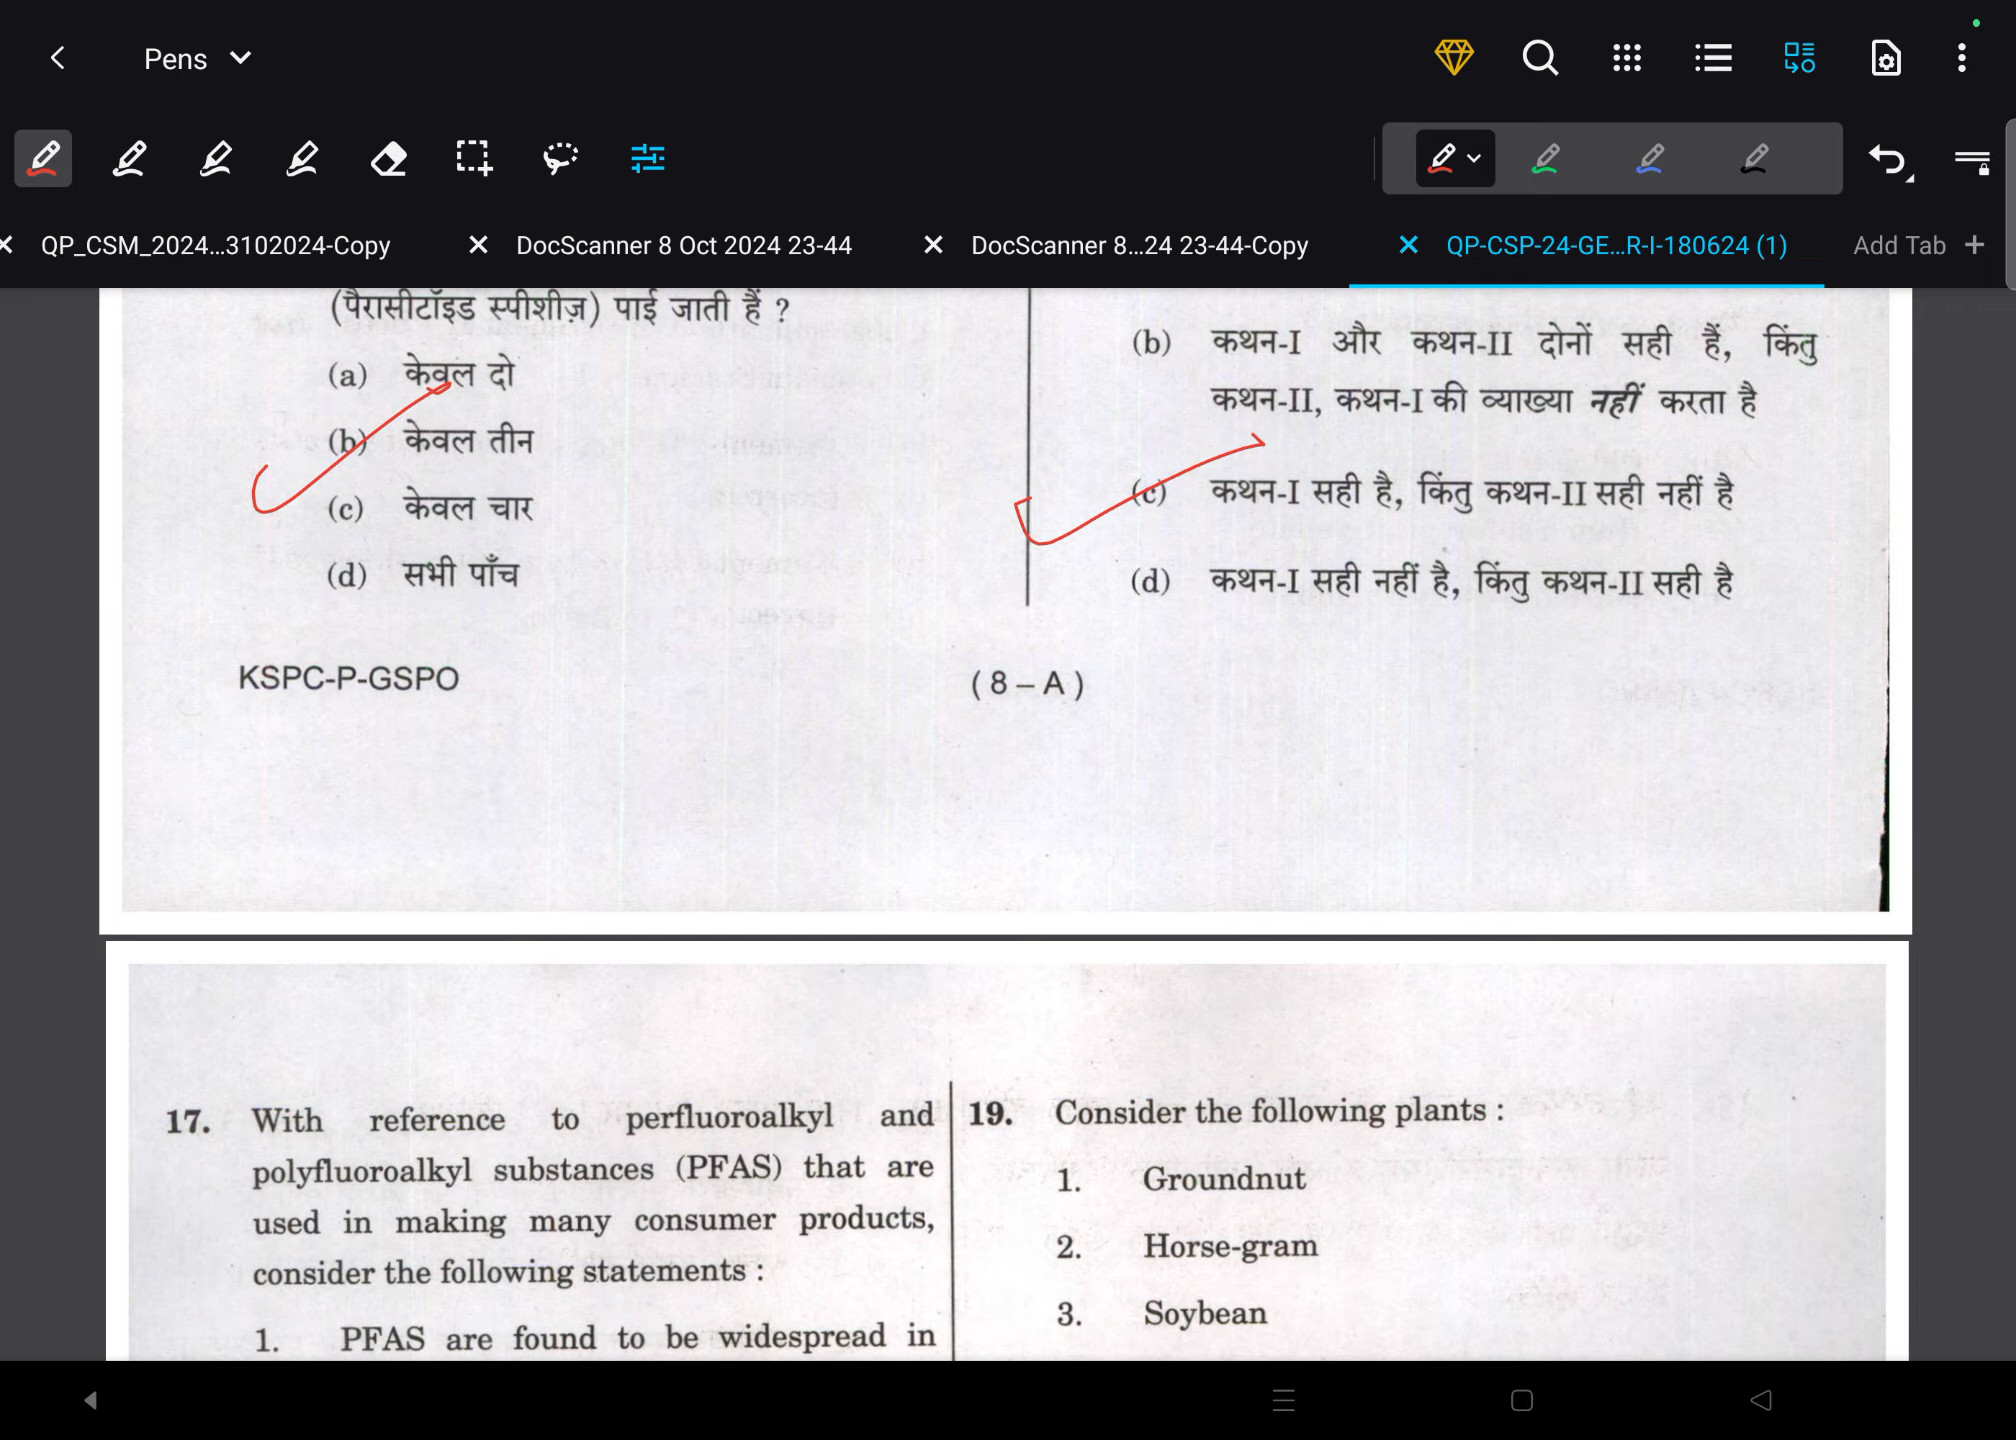 Pens
QP_CSM_2024...3102024-Copy
DocScanner 8 Oct 2024 23-44
DocScanner 8...24 23-44-Copy
QP-CSP-24-GE...R-I-180624 (1)
Add Tab
(पैरासीटॉइड स्पीशीज़) पाई जाती हैं ?
(a) केवल दो
(b) केवल तीन
(c) केवल चार
(d) सभी पाँच
(b) कथन-I और कथन-II दोनों सही हैं, किंतु
कथन-II, कथन-I की व्याख्या नहीं करता है
(c) कथन-I सही है, किंतु कथन-II सही नहीं है
(d) कथन-I सही नहीं है, किंतु कथन-II सही है
KSPC-P-GSPO
( 8 – A )
17. With reference to perfluoroalkyl and
polyfluoroalkyl substances (PFAS) that are
used in making many consumer products,
consider the following statements :
1. PFAS are found to be widespread in
19. Consider the following plants :
1. Groundnut
2. Horse-gram
3. Soybean